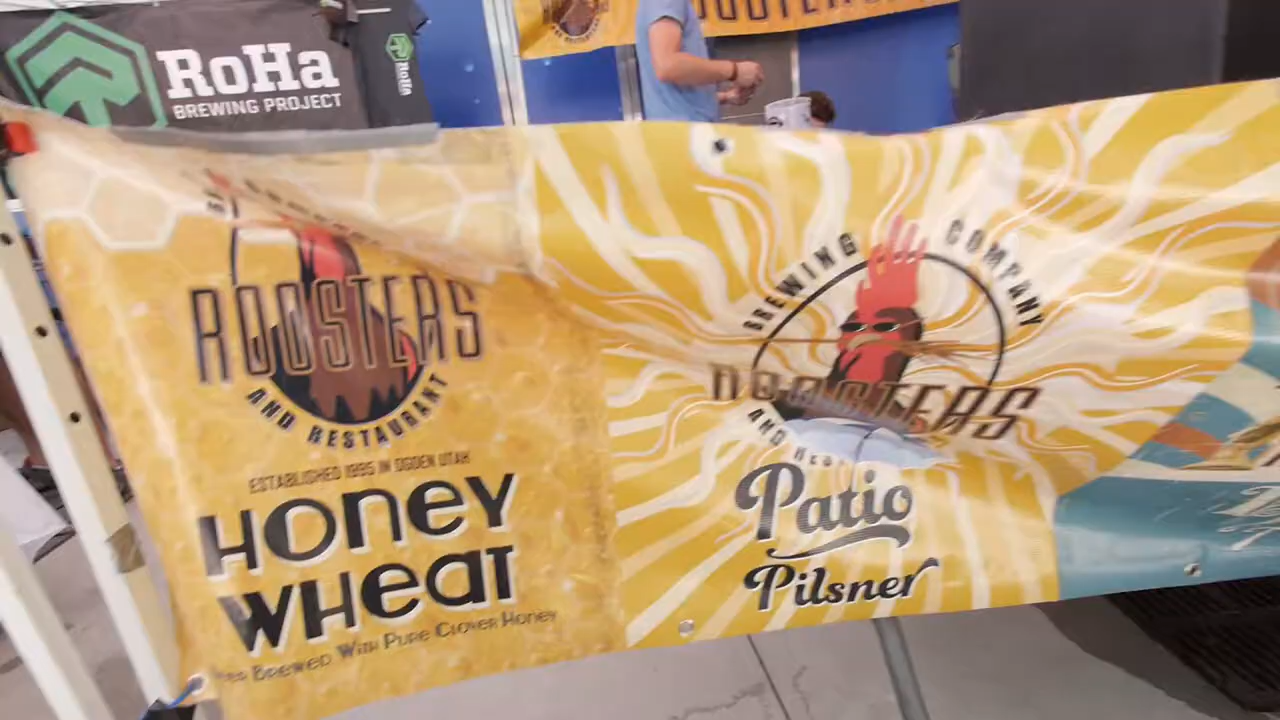 RoHa
BREWING PROJECT
RoHa
ROOSTERS
AND RESTAURANT
ESTABLISHED 1995 IN OGDEN UTAH
HONEY
WHEAT
BREWED WITH PURE CLOVER HONEY
BREWING COMPANY
ROOSTERS
AND
Patio
Pilsner